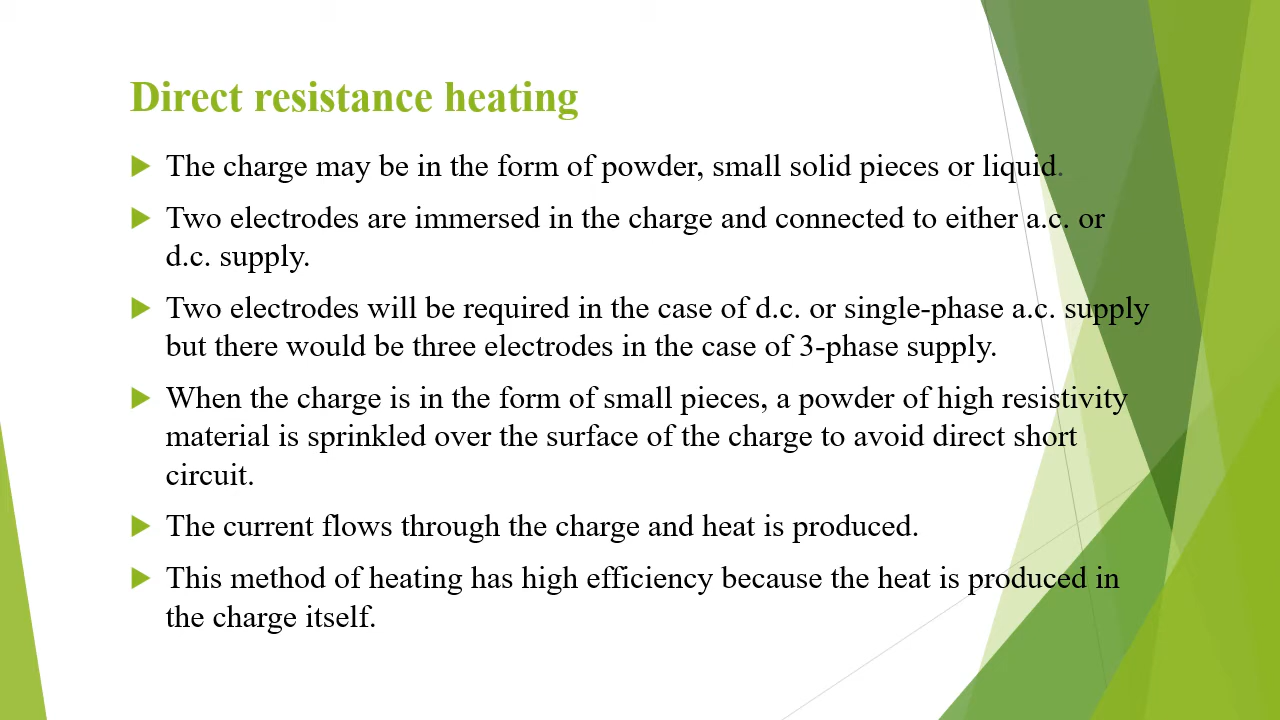 Direct resistance heating
The charge may be in the form of powder, small solid pieces or liquid.
Two electrodes are immersed in the charge and connected to either a.c. or
d.c. supply.
Two electrodes will be required in the case of d.c. or single-phase a.c. supply
but there would be three electrodes in the case of 3-phase supply.
When the charge is in the form of small pieces, a powder of high resistivity
material is sprinkled over the surface of the charge to avoid direct short
circuit.
The current flows through the charge and heat is produced.
This method of heating has high efficiency because the heat is produced in
the charge itself.